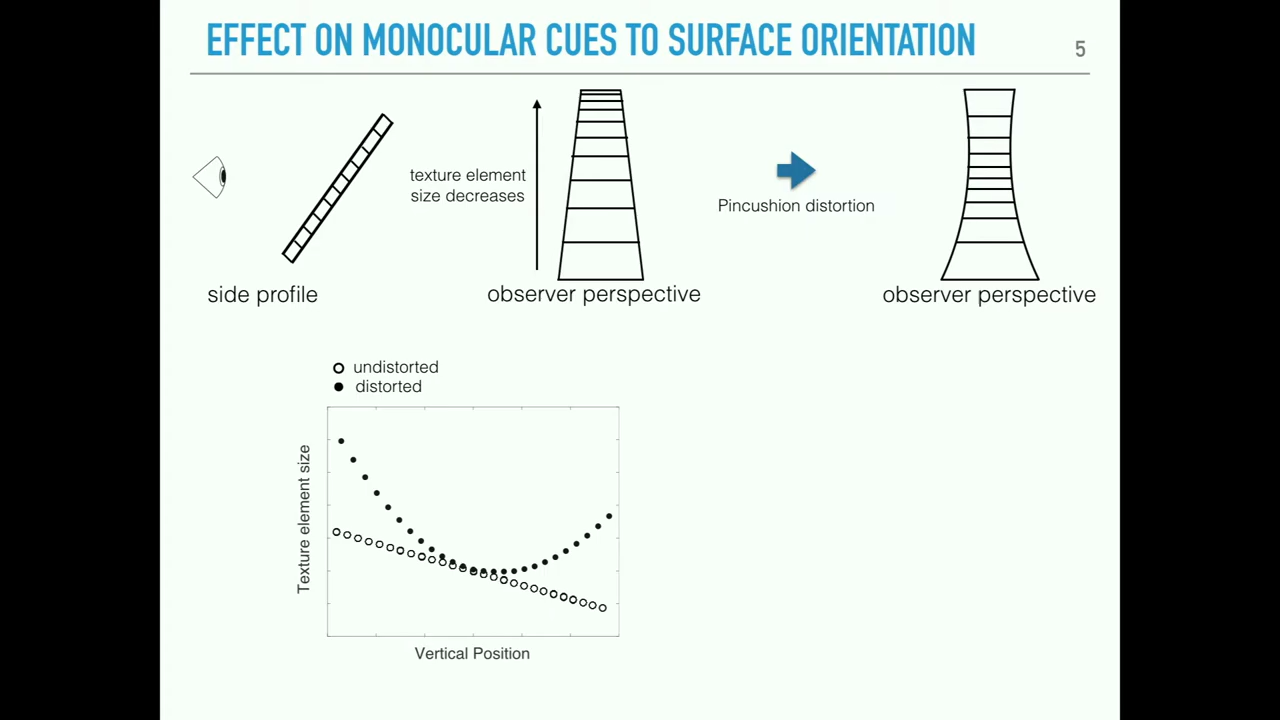 EFFECT ON MONOCULAR CUES TO SURFACE ORIENTATION
5
texture element
size decreases
Pincushion distortion
side profile
observer perspective
observer perspective
undistorted
distorted
Texture element size
Vertical Position